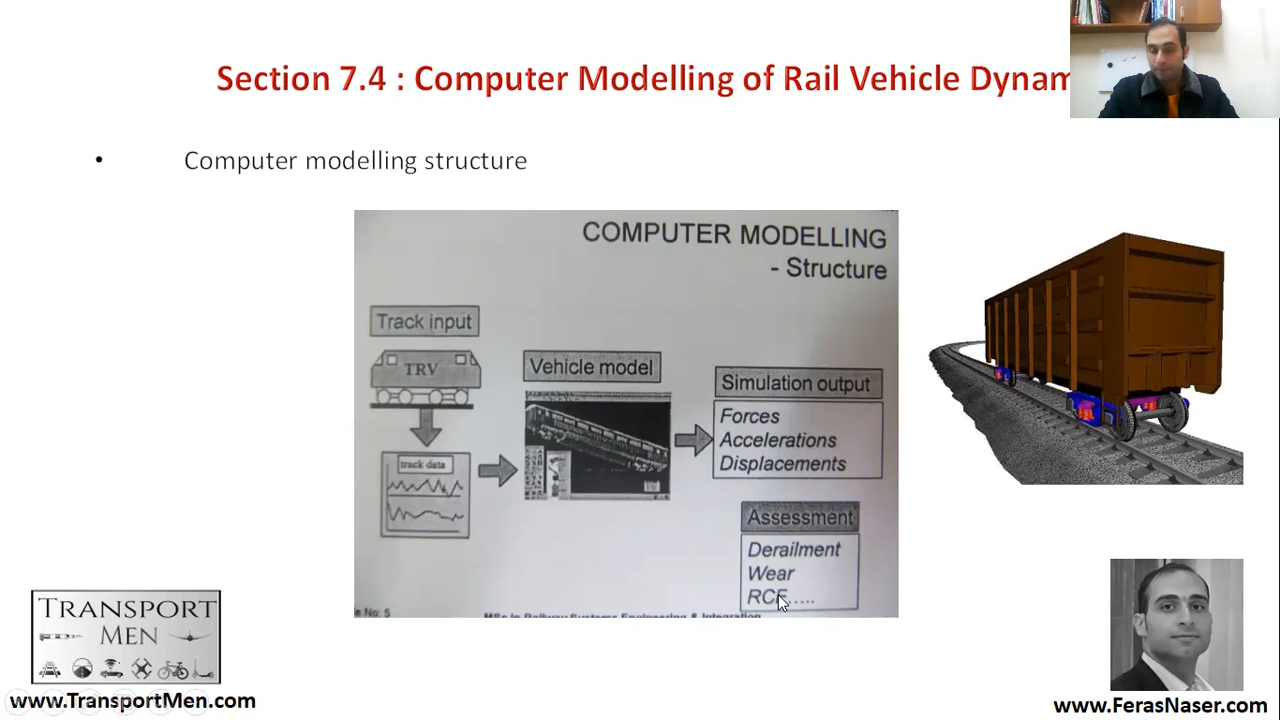 Section 7.4 : Computer Modelling of Rail Vehicle Dynam
• Computer modelling structure
COMPUTER MODELLING
- Structure
Track input
TRV
track data
Vehicle model
Simulation output
Forces
Accelerations
Displacements
Assessment
Derailment
Wear
RCF.....
le No: 5
MSc in Railway Systems Engineering & Integration
TRANSPORT
MEN
www.TransportMen.com
www.FerasNaser.com